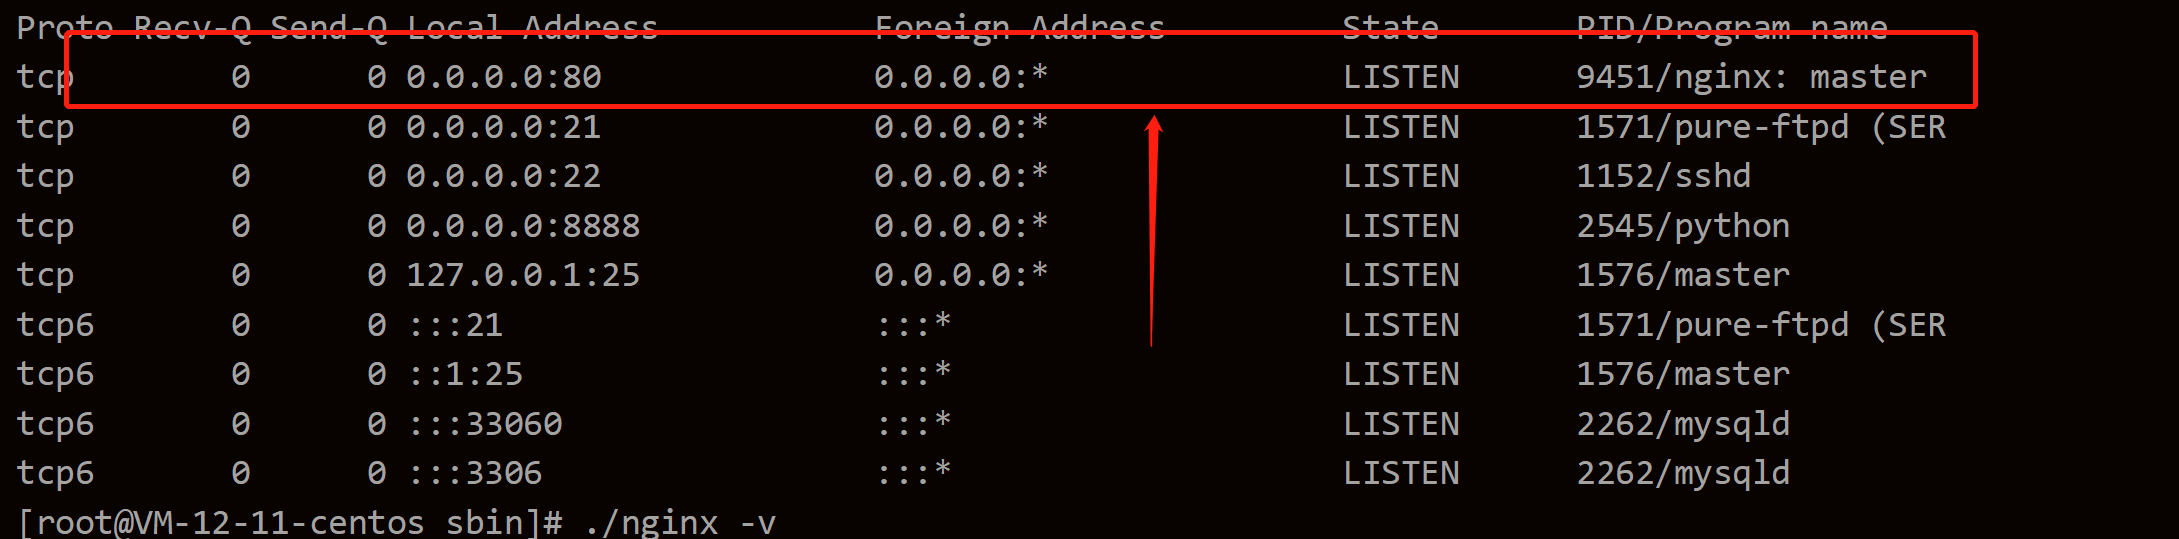 Proto Recv-Q Send-Q Local Address Foreign Address State PID/Program name
tcp 0 0 0.0.0.0:80 0.0.0.0:* LISTEN 9451/nginx: master
tcp 0 0 0.0.0.0:21 0.0.0.0:* LISTEN 1571/pure-ftpd (SER
tcp 0 0 0.0.0.0:22 0.0.0.0:* LISTEN 1152/sshd
tcp 0 0 0.0.0.0:8888 0.0.0.0:* LISTEN 2545/python
tcp 0 0 127.0.0.1:25 0.0.0.0:* LISTEN 1576/master
tcp6 0 0 :::21 :::* LISTEN 1571/pure-ftpd (SER
tcp6 0 0 ::1:25 :::* LISTEN 1576/master
tcp6 0 0 :::33060 :::* LISTEN 2262/mysqld
tcp6 0 0 :::3306 :::* LISTEN 2262/mysqld
[root@VM-12-11-centos sbin]# ./nginx -v